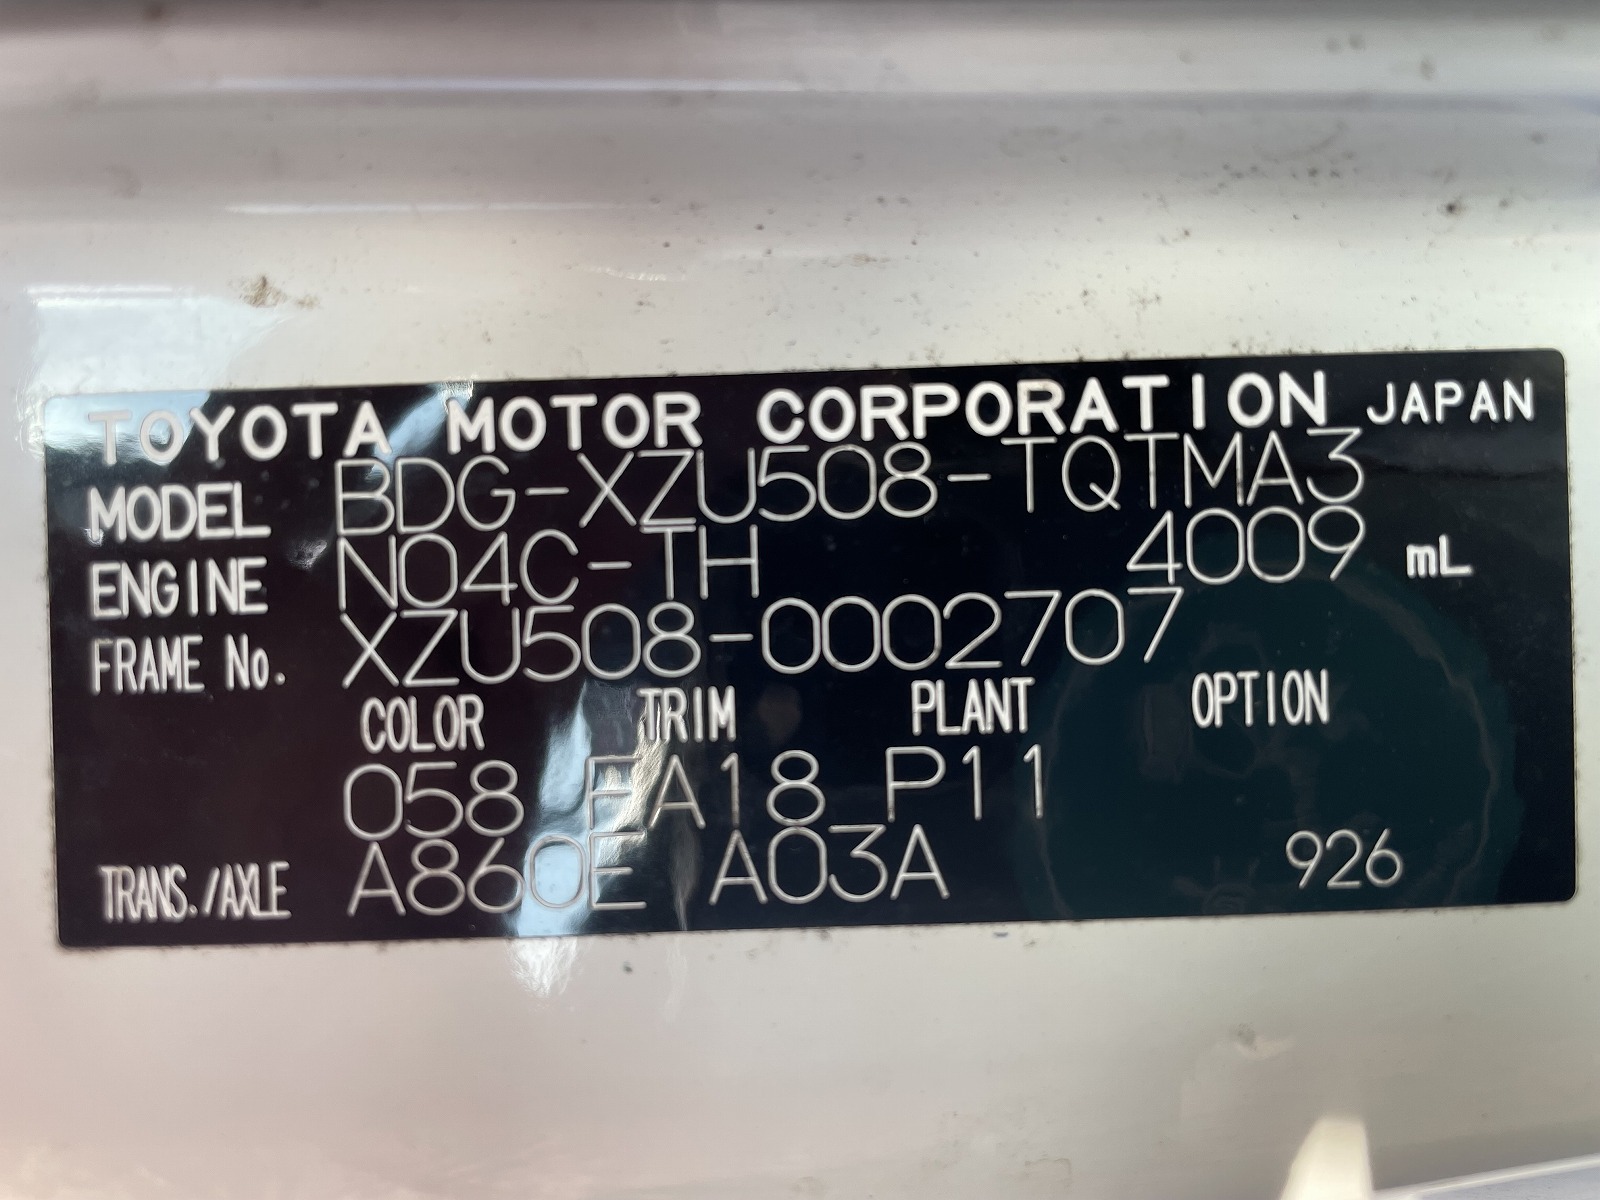 TOYOTA MOTOR CORPORATION JAPAN
MODEL BDG-XZU508-TQTMA3
ENGINE N04C-TH 4009 mL
FRAME No. XZU508-0002707
COLOR TRIM PLANT OPTION
058 FA18 P11
TRANS./AXLE A860E A03A 926